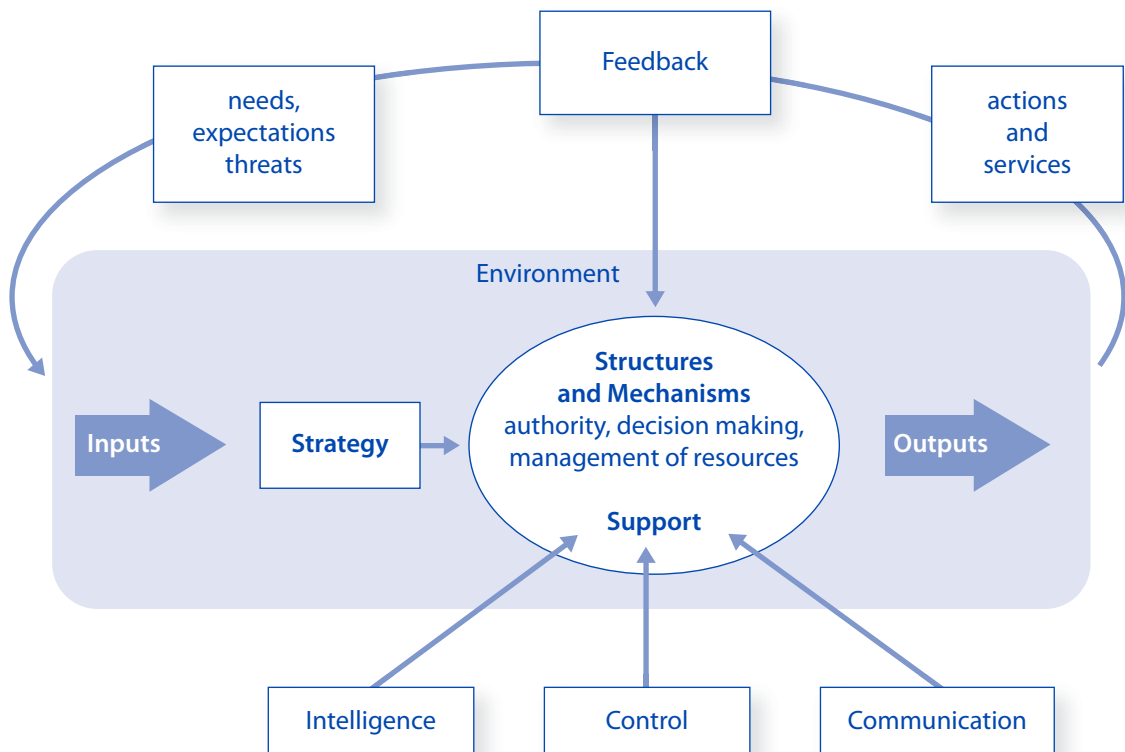 Feedback
needs,
expectations
threats
actions
and
services
Environment
Structures
and Mechanisms
authority, decision making,
management of resources
Support
Inputs
Strategy
Outputs
Intelligence
Control
Communication